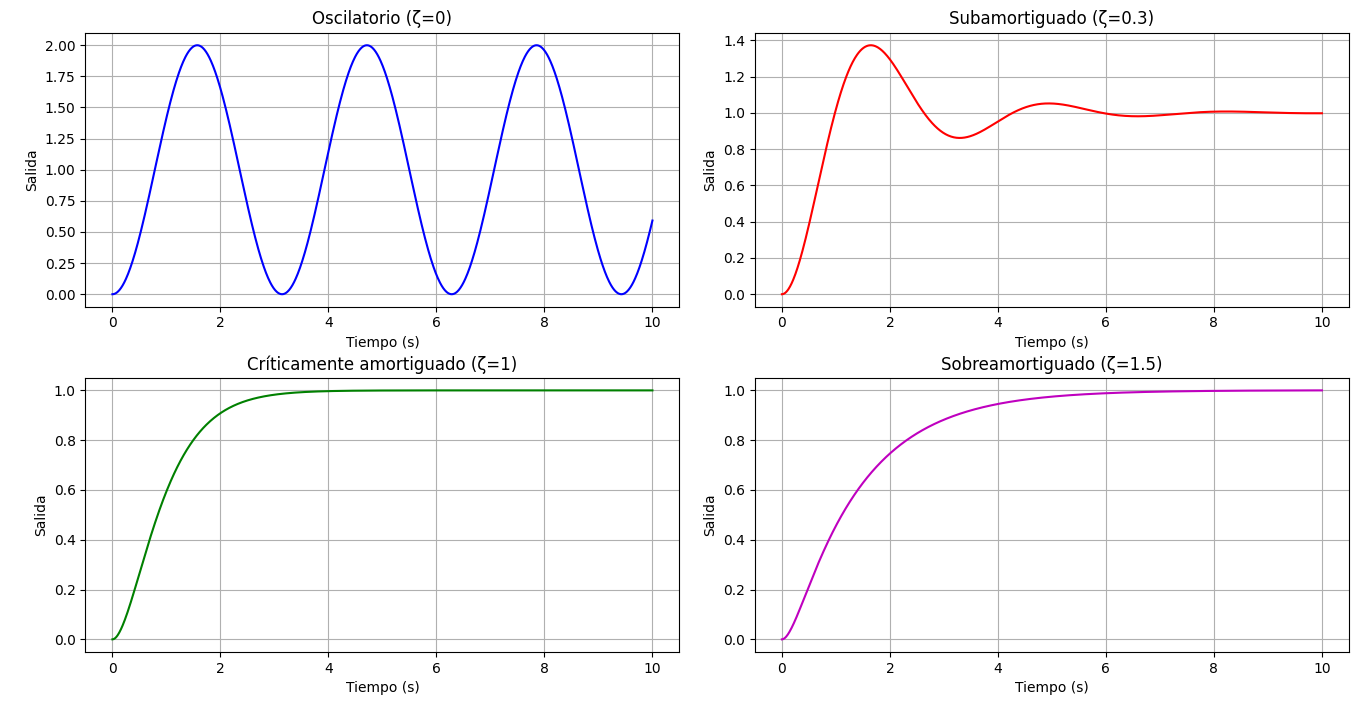 Oscilatorio (ζ=0)
Salida
2.00
1.75
1.50
1.25
1.00
0.75
0.50
0.25
0.00
0 2 4 6 8 10
Tiempo (s)
Subamortiguado (ζ=0.3)
Salida
1.4
1.2
1.0
0.8
0.6
0.4
0.2
0.0
0 2 4 6 8 10
Tiempo (s)
Críticamente amortiguado (ζ=1)
Salida
1.0
0.8
0.6
0.4
0.2
0.0
0 2 4 6 8 10
Tiempo (s)
Sobreamortiguado (ζ=1.5)
Salida
1.0
0.8
0.6
0.4
0.2
0.0
0 2 4 6 8 10
Tiempo (s)